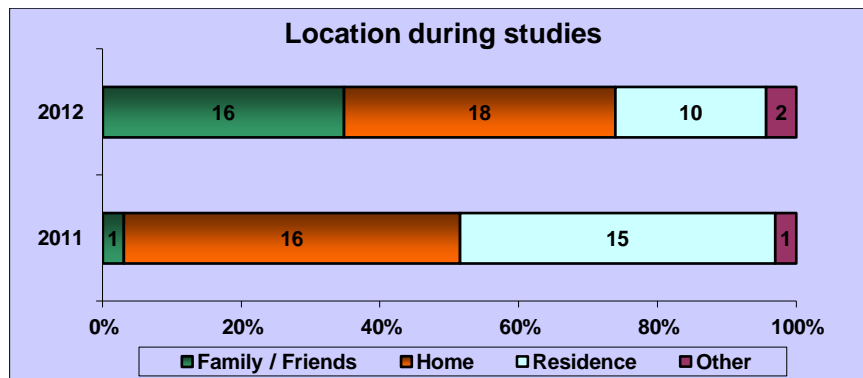 Location during studies
2012
16 18 10 2
2011
1 16 15 1
0% 20% 40% 60% 80% 100%
Family / Friends Home Residence Other